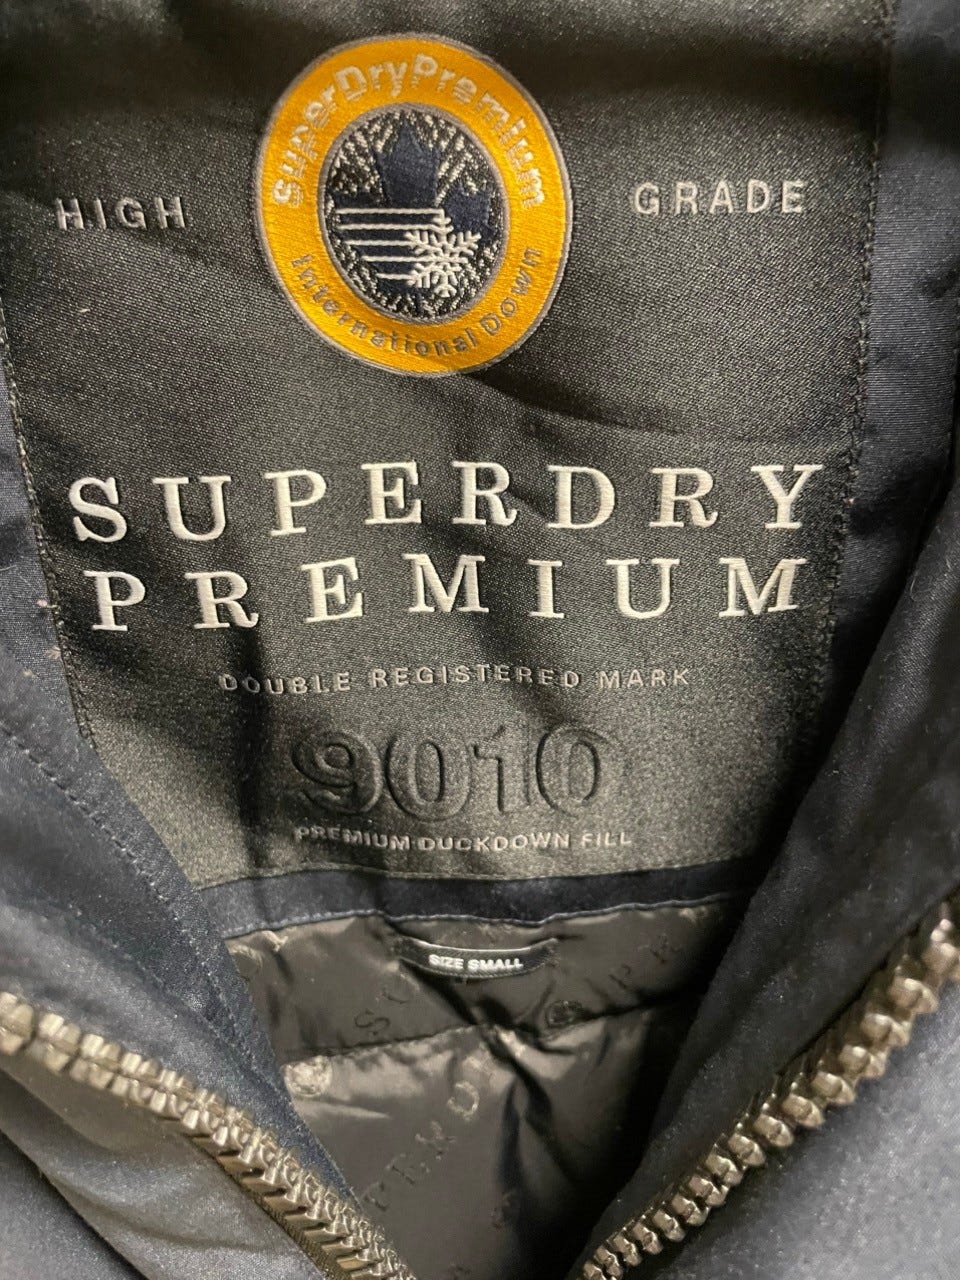 SuperDryPremium
International Down
HIGH GRADE
SUPERDRY
PREMIUM
DOUBLE REGISTERED MARK
9010
PREMIUM DUCKDOWN FILL
SIZE SMALL